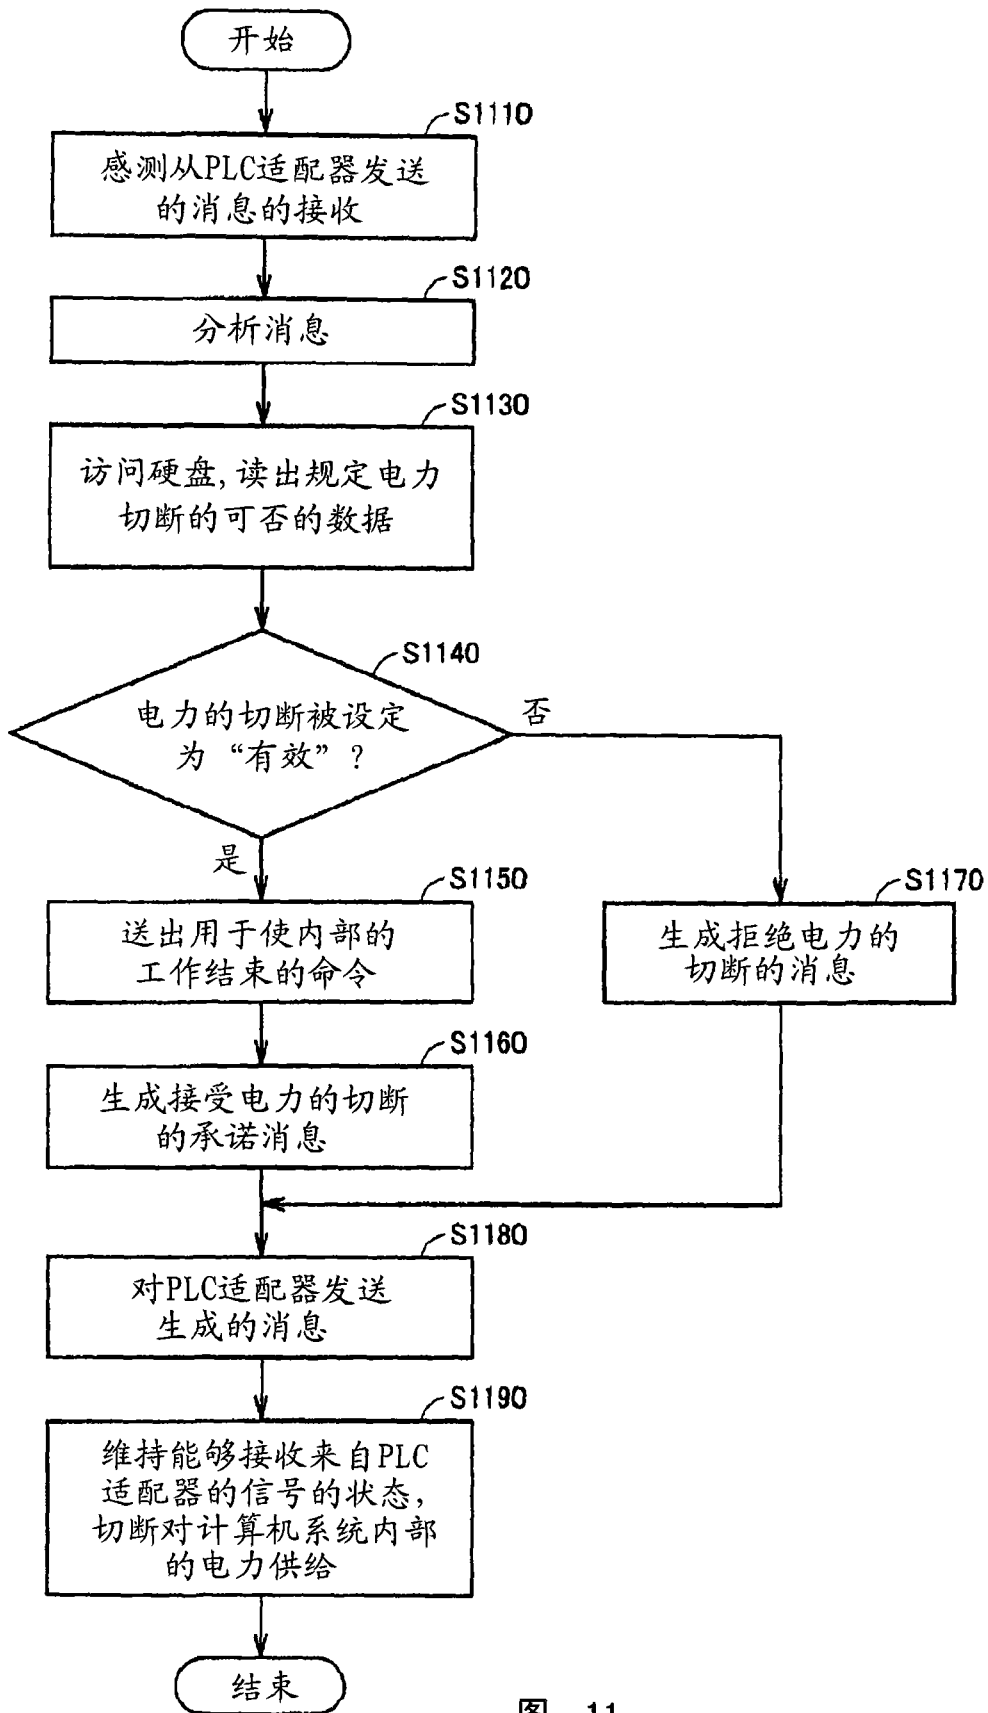 开始
S1110
感测从PLC适配器发送
的消息的接收
S1120
分析消息
S1130
访问硬盘,读出规定电力
切断的可否的数据
S1140
电力的切断被设定
为“有效”?
否
是
S1150
送出用于使内部的
工作结束的命令
S1170
生成拒绝电力的
切断的消息
S1160
生成接受电力的切断
的承诺消息
S1180
对PLC适配器发送
生成的消息
S1190
维持能够接收来自PLC
适配器的信号的状态,
切断对计算机系统内部
的电力供给
结束
图 11